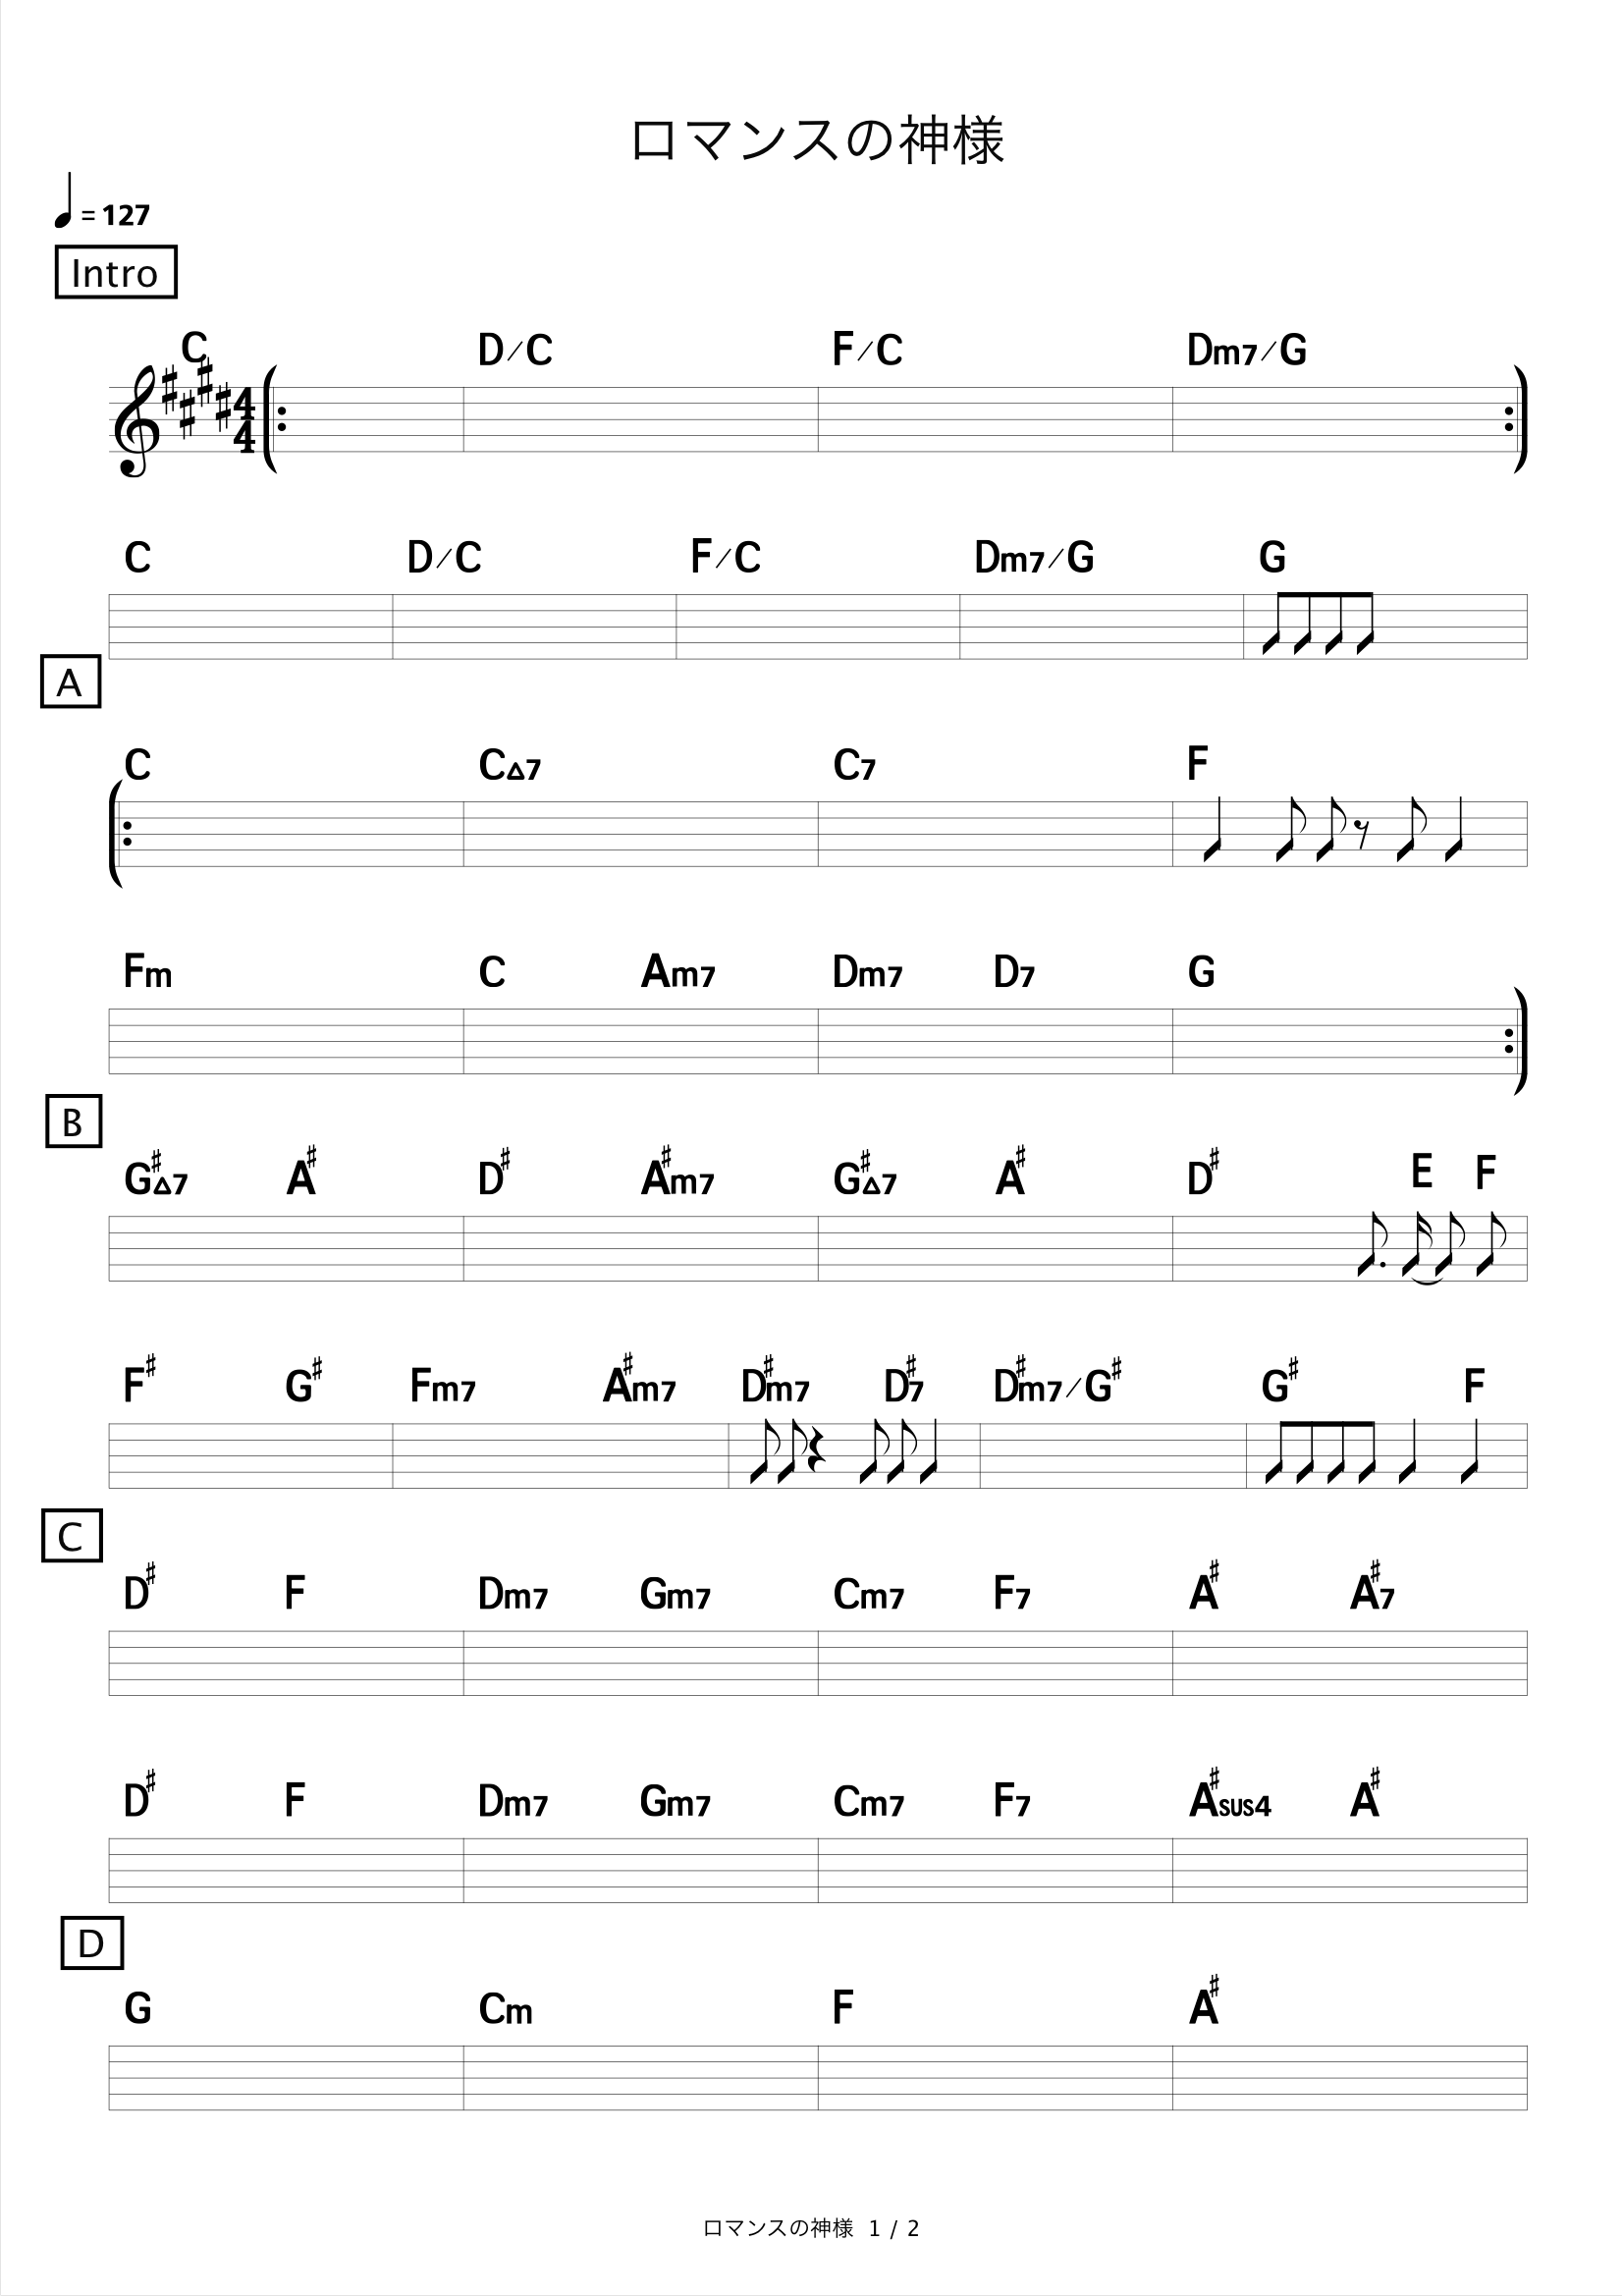 ロマンスの神様
= 127
Intro
C D/C F/C Dm7/G
4
4
C D/C F/C Dm7/G G
A
C C△7 C7 F
Fm C Am7 Dm7 D7 G
B
G♯△7 A♯ D♯ A♯m7 G♯△7 A♯ D♯ E F
F♯ G♯ Fm7 A♯m7 D♯m7 D♯7 D♯m7/G♯ G♯ F
C
D♯ F Dm7 Gm7 Cm7 F7 A♯ A♯7
D♯ F Dm7 Gm7 Cm7 F7 A♯sus4 A♯
D
G Cm F A♯
ロマンスの神様 1 / 2